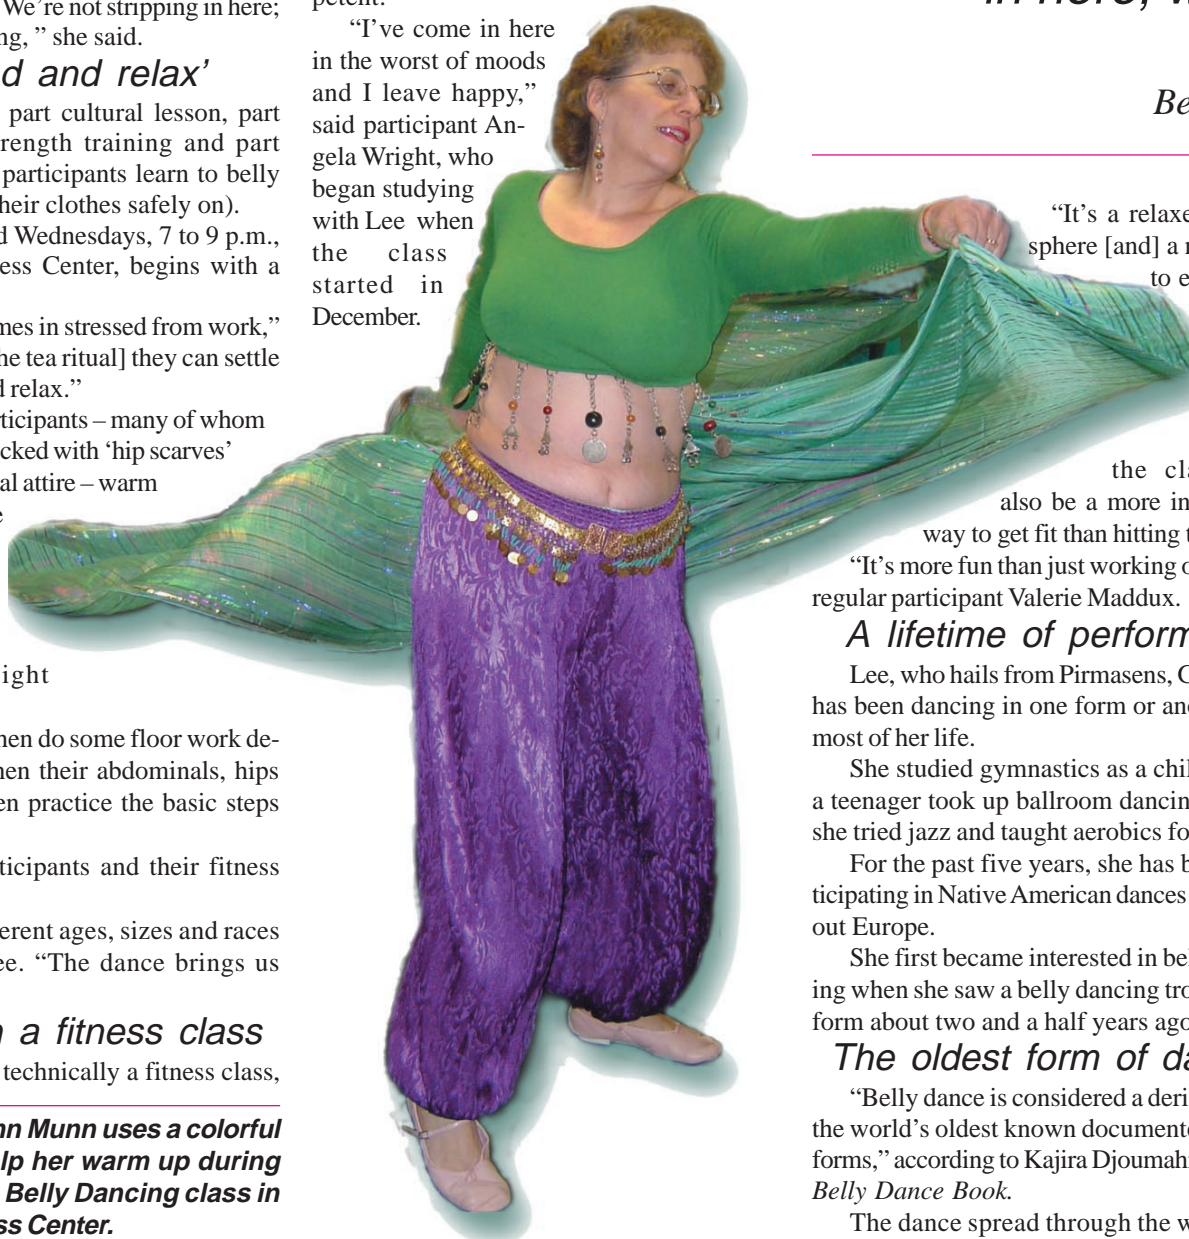 We’re not stripping in here;
ng, ” she said.
d and relax’
part cultural lesson, part
rength training and part
participants learn to belly
heir clothes safely on).
d Wednesdays, 7 to 9 p.m.,
ess Center, begins with a
mes in stressed from work,”
he tea ritual] they can settle
d relax.”
ticipants – many of whom
cked with ‘hip scarves’
al attire – warm
e
ight
hen do some floor work de-
hen their abdominals, hips
en practice the basic steps
ticipants and their fitness
erent ages, sizes and races
ee. “The dance brings us
a fitness class
technically a fitness class,
nn Munn uses a colorful
lp her warm up during
Belly Dancing class in
ss Center.
petent.
“I’ve come in here
in the worst of moods
and I leave happy,”
said participant An-
gela Wright, who
began studying
with Lee when
the class
started in
December.
in here, w
Be
“It’s a relaxe
sphere [and] a
to e
the cla
also be a more in
way to get fit than hitting t
“It’s more fun than just working o
regular participant Valerie Maddux.
A lifetime of perform
Lee, who hails from Pirmasens, G
has been dancing in one form or ano
most of her life.
She studied gymnastics as a chil
a teenager took up ballroom dancin
she tried jazz and taught aerobics fo
For the past five years, she has b
ticipating in Native American dances
out Europe.
She first became interested in bel
ing when she saw a belly dancing tro
form about two and a half years ago
The oldest form of da
“Belly dance is considered a deri
the world’s oldest known documente
forms,” according to Kajira Djoumah
Belly Dance Book.
The dance spread through the w